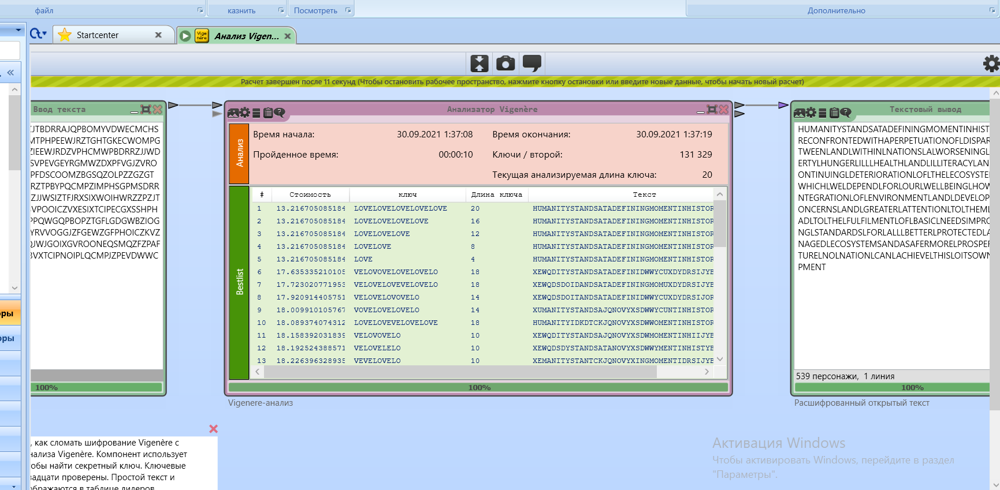 файл
казнить
Посмотреть
Дополнительно
Startcenter
Анализ Vigen...
Расчет завершен после 11 секунд (Чтобы остановить рабочее пространство, нажмите кнопку остановки или введите новые данные, чтобы начать новый расчет)
Ввод текста
JTBDRRAJQPBOMYVDWECMCHS
MTPHPEEWJRZTGHTGKECWOMPG
ZIEEWJRDZVPHCMWPBDRRZJJWD
SVPEVGEYRGMWZDXPFVGJZVRO
PFDSCOOMZBGSQZOLPZZGZGT
RZTPBYPQCMPZIMPHSGPMSDRR
ZJJWSIZTFJRXSIXWOIHWRZZPZJT
VPOOICZVXESIXTCIPECGXSSHPH
PQWGQPBOPZTGFLGDGWBZIOG
YRVVOGGJZFGEWZGFPHOICZKVZ
JWJGOIXGVROONEQSMQZFZPAF
VXTCIPNOIPLQCMPJZPEVDWWC
100%
Анализатор Vigenère
Анализ
Время начала: 30.09.2021 1:37:08 Время окончания: 30.09.2021 1:37:19
Пройденное время: 00:00:10 Ключи / второй: 131 329
Текущая анализируемая длина ключа: 20
Bestlist
# Стоимость ключ Длина ключа Текст
1 13.216705085184 LOVELOVELOVELOVELOVE 20 HUMANITYSTANDSATADEFININGMOMENTINHISTOR
2 13.216705085184 LOVELOVELOVELOVE 16 HUMANITYSTANDSATADEFININGMOMENTINHISTOR
3 13.216705085184 LOVELOVELOVE 12 HUMANITYSTANDSATADEFININGMOMENTINHISTOR
4 13.216705085184 LOVELOVE 8 HUMANITYSTANDSATADEFININGMOMENTINHISTOR
5 13.216705085184 LOVE 4 HUMANITYSTANDSATADEFININGMOMENTINHISTOR
6 17.635335210105 VELOVOVELOVELOVELO 18 XEWQDITYSTANDSATADEFINIDWWYCUXDYDRSIJYE
7 17.723020771953 VELOVELOVEVELOVELO 18 XEWQDSDOIDANDSATADEFININGMOMUXDYDRSIJYE
8 17.920914405751 VELOVELOVOVELO 14 XEWQDSDOITANDSATADEFINIDWWYCUXDYDRSIJOR
9 18.009910105767 VOVELOVELOVELO 14 XUMANITYSTANDSAJQNOVYXSDWWYCUNTINHISTOR
10 18.089374074312 LOVELOVEVELOVELOVE 18 HUMANITYIDKDTCKJQNOVYXSDWMOMENTINHISTOR
11 18.158392031839 VELOVOVELO 10 XEWQDITYSTANDSAJQNOVYXSDWMOMENTINHIIJYE
12 18.192524388571 VELOVELELO 10 XEWQDSDYSTANDSATANOVYXSDWWYMENTINHISTYE
13 18.226396328935 VEVELOVELO 10 XEMANITYSTANTCKJQNOVYXINGMOMENTIDRSIJYE
100%
Vigenere-анализ
Текстовый вывод
HUMANITYSTANDSATADEFININGMOMENTINHIST
RECONFRONTEDWITHAPERPETUATIONOFLDISPAR
TWEENLANDLWITHINLNATIONSLALWORSENINGL
ERTYLHUNGERLILLLHEALTHLANDLILLITERACYLAN
ONTINUINGLDETERIORATIONLOFLTHELECOSYSTE
WHICHLWELDEPENDLFORLOURLWELLBEINGLHOW
NTEGRATIONLOFLENVIRONMENTLANDLDEVELOP
ONCERNSLANDLGREATERLATTENTIONLTOLTHEML
ADLTOLTHELFULFILMENTLOFLBASICLNEEDSIMPRO
NGLSTANDARDSLFORLALLLBETTERLPROTECTEDLA
NAGEDLECOSYSTEMSANDASAFERMORELPROSPER
TURELNOLNATIONLCANLACHIEVELTHISLOITSOWN
PMENT
539 персонажи, 1 линия
100%
Расшифрованный открытый текст
, как сломать шифрование Vigenère с
нализа Vigenère. Компонент использует
обы найти секретный ключ. Ключевые
задцати проверены. Простой текст и
ображаются в таблице лидеров.
Активация Windows
Чтобы активировать Windows, перейдите в раздел
"Параметры".